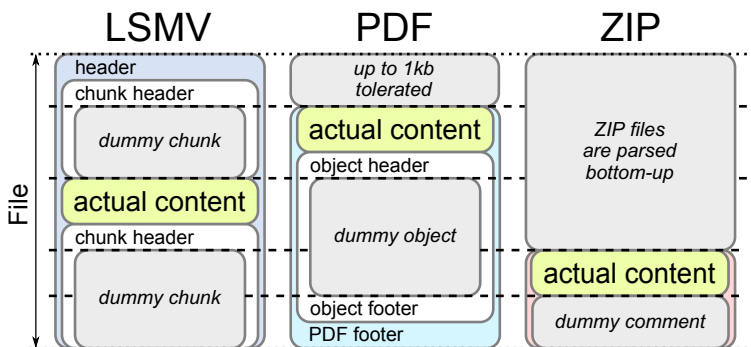 LSMV
PDF
ZIP
File
header
chunk header
dummy chunk
actual content
chunk header
dummy chunk
up to 1kb
tolerated
actual content
object header
dummy object
object footer
PDF footer
ZIP files
are parsed
bottom-up
actual content
dummy comment